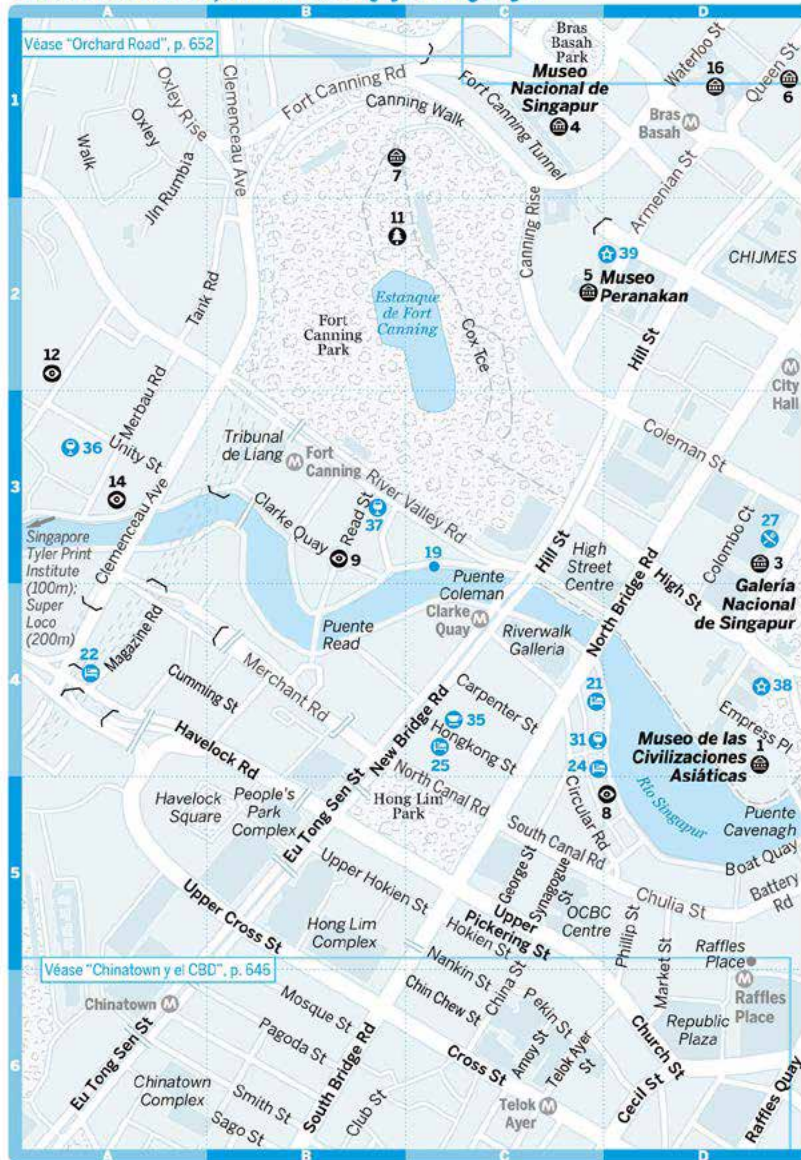 A
B
C
D
Véase "Orchard Road", p. 652
Bras
Basah
Park
Waterloo St
16
Queen St
6
1
Oxley Rise
Clemenceau Ave
Fort Canning Rd
Canning Walk
Fort Canning Tunnel
Museo
Nacional de
Singapur
4
Bras
Basah
Walk
Oxley
Jln Rumbia
7
Armenian St
11
Canning Rise
39
5
Museo
Peranakan
CHIJMES
2
Tank Rd
Estanque
de Fort
Canning
Fort
Canning
Park
Cox Tce
Hill St
12
City
Hall
Merbau Rd
36
Unity St
Tribunal
de Liang
Fort
Canning
Coleman St
3
14
Clemenceau Ave
River Valley Rd
Clarke Quay
Read St
37
9
19
Hill St
High
Street
Centre
North Bridge Rd
Colombo Ct
27
3
High St
Galería
Nacional
de Singapur
Singapore
Tyler Print
Institute
(100m);
Super
Loco
(200m)
Puente
Coleman
Clarke
Quay
Puente
Read
Riverwalk
Galleria
4
22
Magazine Rd
Merchant Rd
Cumming St
New Bridge Rd
Carpenter St
35
Hongkong St
25
21
31
24
38
Empress Pl
Museo de las
Civilizaciones
Asiáticas
1
Havelock Rd
North Canal Rd
Circular Rd
8
Río Singapur
Puente
Cavenagh
Havelock
Square
People's
Park
Complex
Eu Tong Sen St
Hong Lim
Park
South Canal Rd
Boat Quay
Battery
Rd
5
Upper Cross St
Upper Hokien St
Hong Lim
Complex
George St
Synagogue
St
Upper
Pickering St
OCBC
Centre
Chulia St
Hokien St
Phillip St
Market St
Raffles
Place
Véase "Chinatown y el CBD", p. 646
Nankin St
China St
Chin Chew St
Pekin St
Raffles
Place
Chinatown
Mosque St
Pagoda St
Amoy St
Telok Ayer
St
Church St
Republic
Plaza
6
Eu Tong Sen St
South Bridge Rd
Cross St
Chinatown
Complex
Smith St
Sago St
Club St
Telok
Ayer
Cecil St
Raffles Quay
A
B
C
D